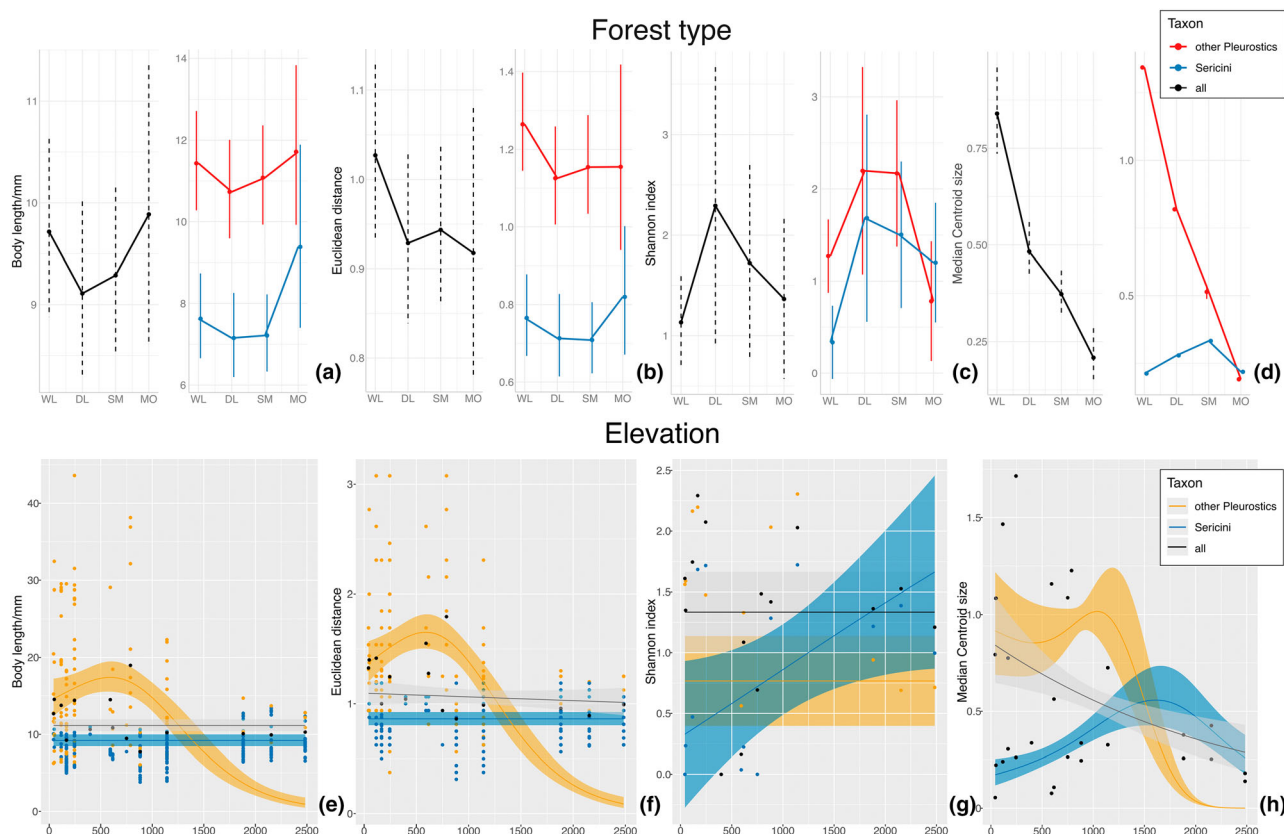 Forest type
Taxon
other Pleurostics
Sericini
all
Body length/mm
11
10
9
WL DL SM MO
14
12
10
8
6
WL DL SM MO
(a)
Euclidean distance
1.1
1.0
0.9
0.8
WL DL SM MO
1.4
1.2
1.0
0.8
0.6
WL DL SM MO
(b)
Shannon index
3
2
1
WL DL SM MO
3
2
1
0
WL DL SM MO
(c)
Median Centroid size
0.75
0.50
0.25
WL DL SM MO
1.0
0.5
WL DL SM MO
(d)
Elevation
Body length/mm
40
30
20
10
0
0 500 1000 1500 2000 2500
(e)
Euclidean distance
3
2
1
0
0 500 1000 1500 2000 2500
(f)
Shannon index
2.5
2.0
1.5
1.0
0.5
0.0
0 500 1000 1500 2000 2500
(g)
Median Centroid size
1.5
1.0
0.5
0.0
0 500 1000 1500 2000 2500
(h)
Taxon
other Pleurostics
Sericini
all